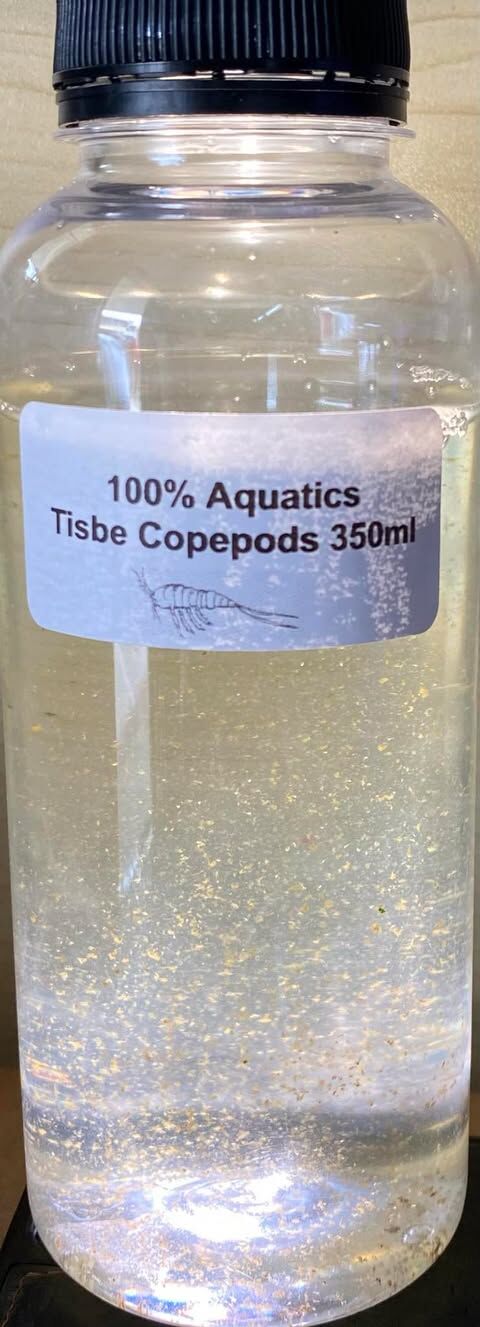 100% Aquatics
Tisbe Copepods 350ml